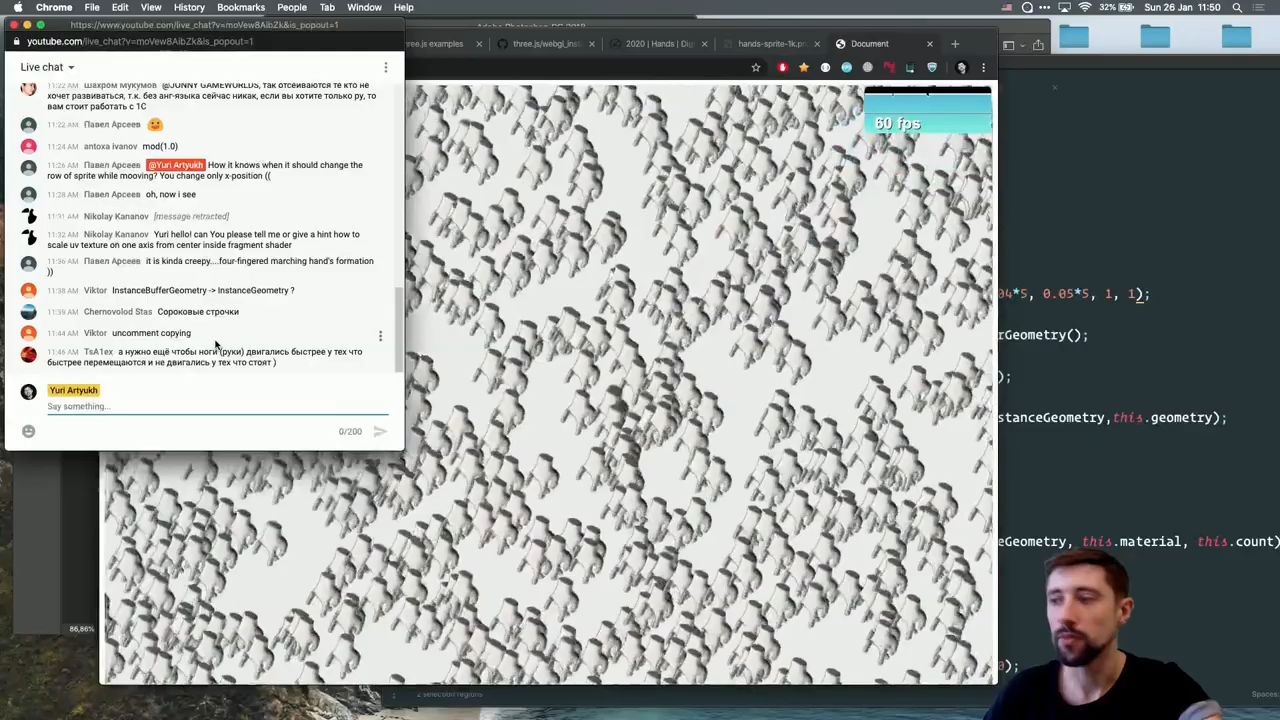 Chrome File Edit View History Bookmarks People Tab Window Help
32% Sun 26 Jan 11:50
https://www.youtube.com/live_chat?v=moVew8AibZk&is_popout=1
youtube.com/live_chat?v=moVew8AibZk&is_popout=1
ree.js examples
three.js/webgl_inst
2020 | Hands | Dig
hands-sprite-1k.pn
Document
Live chat
11:22 AM Шахром Мукумов @JONNY GAMEWORLDS, так отсеиваются те кто не
хочет развиваться, т.к. без анг-языка сейчас никак, если вы хотите только ру, то
вам стоит работать с 1С
11:22 AM Павел Арсеев
11:24 AM antoxa ivanov mod(1.0)
11:26 AM Павел Арсеев @Yuri Artyukh How it knows when it should change the
row of sprite while mooving? You change only x-position ((
11:28 AM Павел Арсеев oh, now i see
11:31 AM Nikolay Kananov [message retracted]
11:32 AM Nikolay Kananov Yuri hello! can You please tell me or give a hint how to
scale uv texture on one axis from center inside fragment shader
11:36 AM Павел Арсеев it is kinda creepy....four-fingered marching hand's formation
))
11:38 AM Viktor InstanceBufferGeometry -> InstanceGeometry ?
11:39 AM Chernovolod Stas Сороковые строчки
11:44 AM Viktor uncomment copying
11:46 AM TsA1ex а нужно ещё чтобы ноги (руки) двигались быстрее у тех что
быстрее перемещаются и не двигались у тех что стоят )
Yuri Artyukh
Say something...
0/200
60 fps
04*5, 0.05*5, 1, 1);
rGeometry();
);
stanceGeometry,this.geometry);
eGeometry, this.material, this.count)
0);
86,86%
2 selection regions
Spaces: